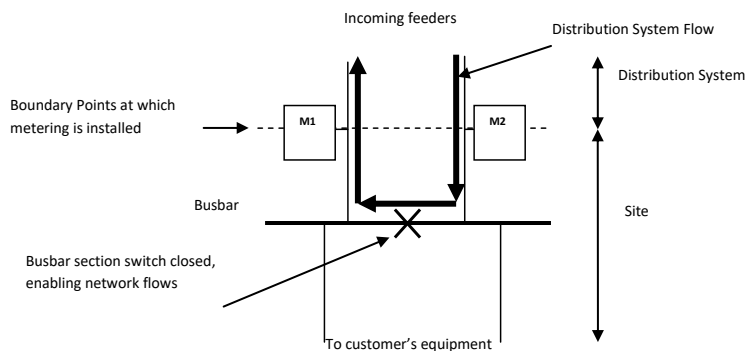 Incoming feeders
Distribution System Flow
Distribution System
Boundary Points at which
metering is installed
M1
M2
Busbar
Site
Busbar section switch closed,
enabling network flows
To customer's equipment